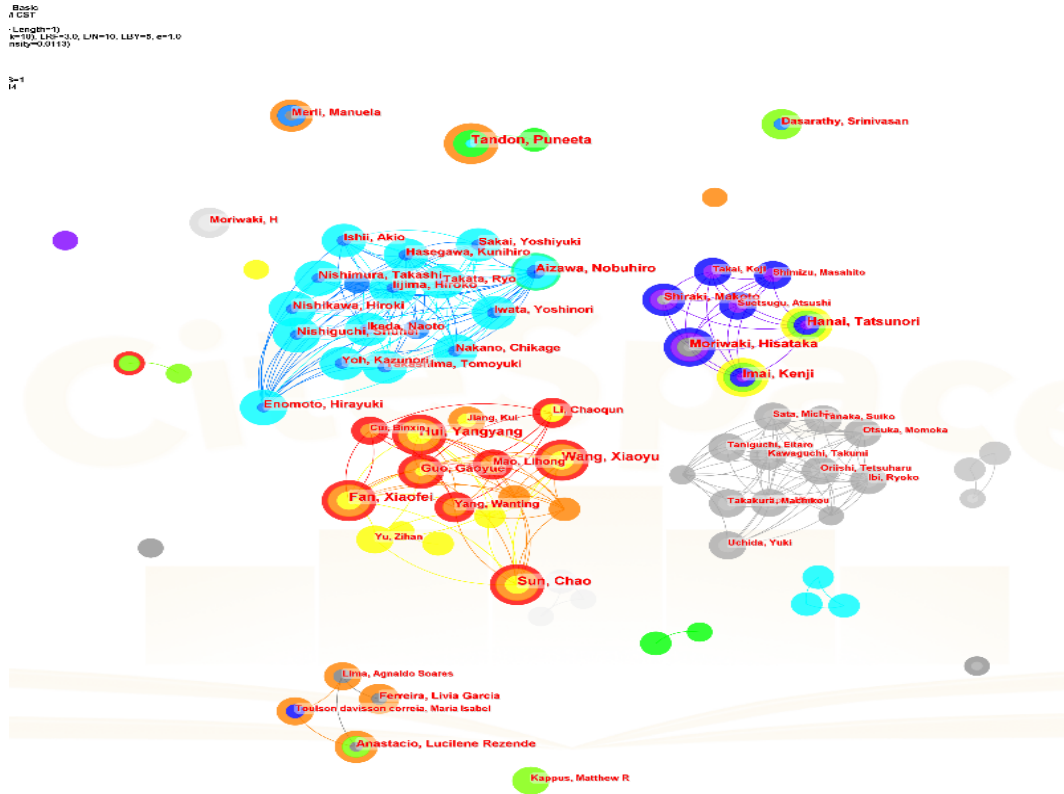 Basic
CST
Length=1)
k=10), LRF=3.0, L/N=10, LBY=5, e=1.0
nsity=0.0113)
S=1
Merli, Manuela
Tandon, Puneeta
Dasarathy, Srinivasan
Moriwaki, H
Ishii, Akio
Sakai, Yoshiyuki
Hasegawa, Kunihiro
Aizawa, Nobuhiro
Nishimura, Takashi
Takata, Ryo
Iijima, Hiroko
Nishikawa, Hiroki
Iwata, Yoshinori
Ikeda, Naoto
Nishiguchi,
Nakano, Chikage
Yoh, Kazunori
Takashima, Tomoyuki
Enomoto, Hirayuki
Takai, Koji
Shimizu, Masahito
Shiraki, Makoto
Suetsugu, Atsushi
Hanai, Tatsunori
Moriwaki, Hisataka
Imai, Kenji
Li, Chaoqun
Jiang, Kui
Cui, Binxin
Hui, Yangyang
Guo, Gaoyue
Mao, Lihong
Wang, Xiaoyu
Fan, Xiaofei
Yang, Wanting
Yu, Zihan
Sun, Chao
Sata,
Tanaka, Suiko
Otsuka, Momoka
Taniguchi, Eitaro
Kawaguchi, Takumi
Oriishi, Tetsuharu
Ibi, Ryoko
Takakura,
Uchida, Yuki
Lima, Agnaldo Soares
Ferreira, Livia Garcia
Toulson davisson correia, Maria Isabel
Anastacio, Lucilene Rezende
Kappus, Matthew R